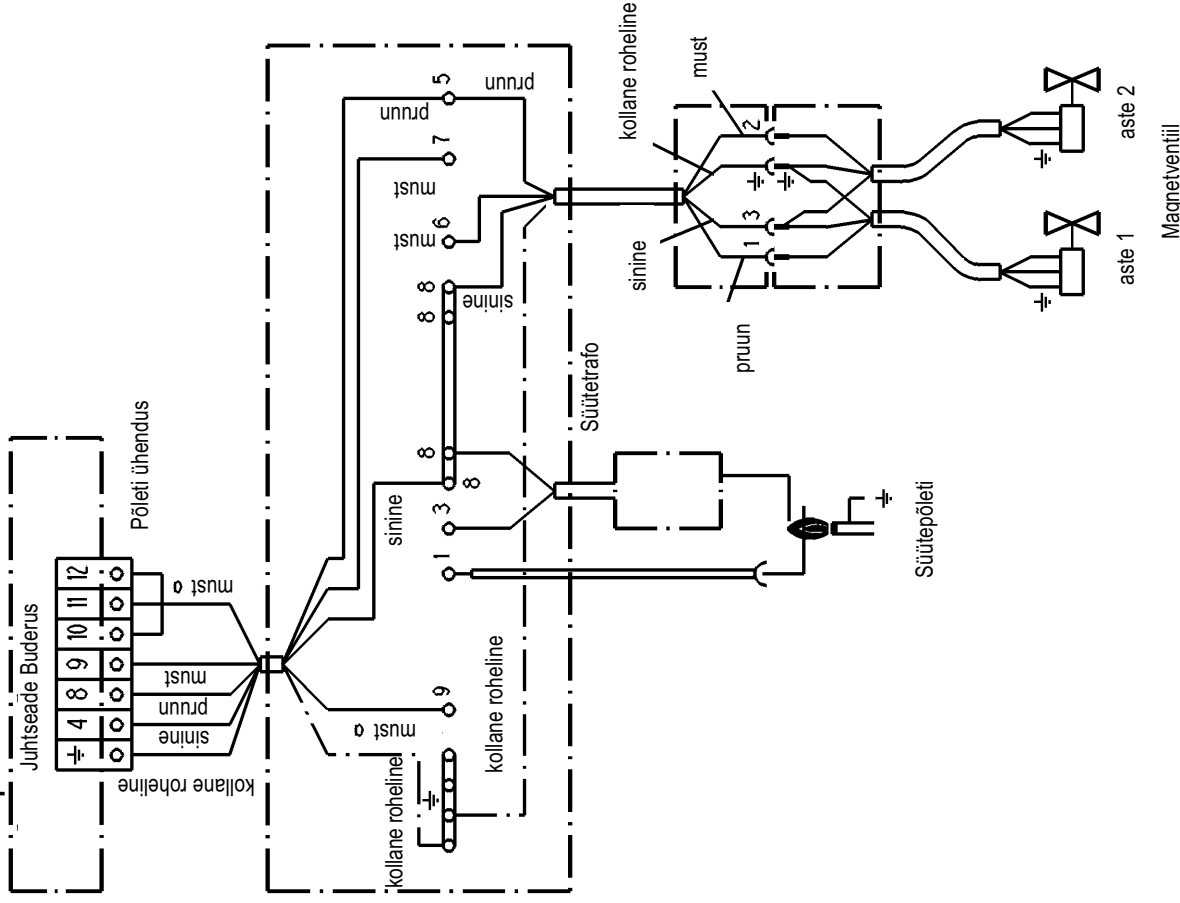 Juhtseade Buderus
4 8 9 10 11 12
Põleti ühendus
kollane roheline
sinine
pruun
must
must o
kollane roheline
must o
9
kollane roheline
1
3
sinine
8
8
8
8
sinine
6
must
7
must
5
pruun
pruun
Süütetrafo
Süütepõleti
pruun
sinine
kollane roheline
must
1
3
2
aste 1
aste 2
Magnetventiil